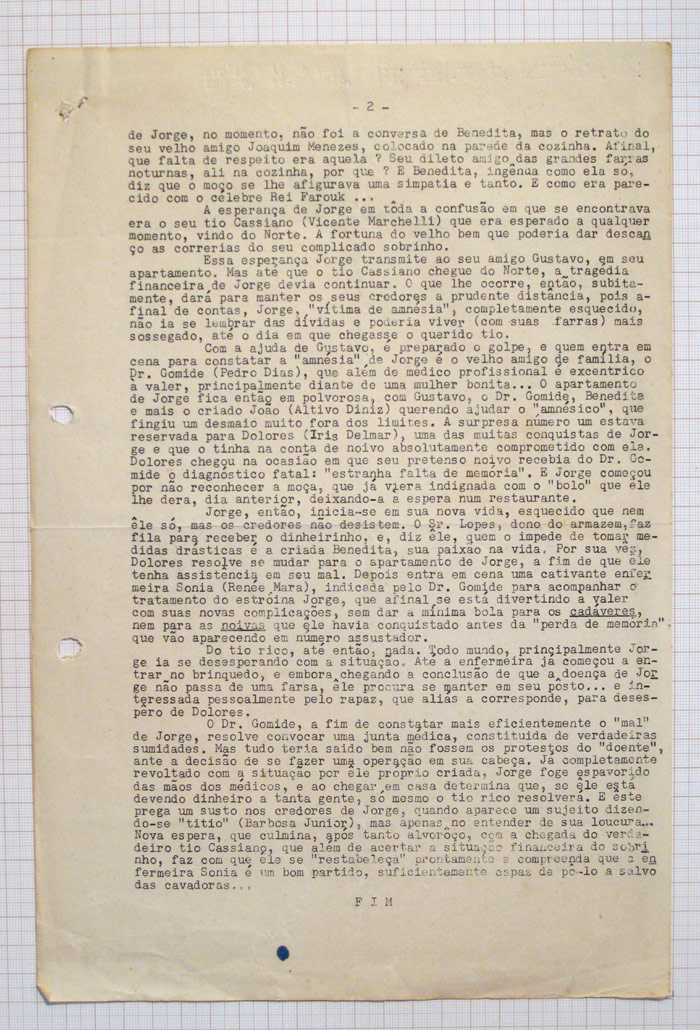 - 2 -
de Jorge, no momento, não foi a conversa de Benedita, mas o retrato do
seu velho amigo Joaquim Menezes, colocado na parede da cozinha. Afinal,
que falta de respeito era aquela ? Seu dileto amigo das grandes farras
noturnas, ali na cozinha, por que ? E Benedita, ingênua como ela só,
diz que o moço se lhe afigurava uma simpatia e tanto. E como era pare-
cido com o célebre Rei Farouk ...
A esperança de Jorge em tôda a confusão em que se encontrava
era o seu tio Cassiano (Vicente Marchelli) que era esperado a qualquer
momento, vindo do Norte. A fortuna do velho bem que poderia dar descan
ço as correrias do seu complicado sobrinho.
Essa esperança Jorge transmite ao seu amigo Gustavo, em seu
apartamento. Mas até que o tio Cassiano chegue do Norte, a tragédia
financeira de Jorge devia continuar. O que lhe ocorre, então, subita-
mente, dará para manter os seus credores a prudente distância, pois a-
final de contas, Jorge, "vítima de amnésia", completamente esquecido,
não ia se lembrar das dívidas e poderia viver (com suas farras) mais
sossegado, até o dia em que chegasse o querido tio.
Com a ajuda de Gustavo, é preparado o golpe, e quem entra em
cena para constatar a "amnésia" de Jorge é o velho amigo de família, o
Dr. Gomide (Pedro Dias), que além de médico profissional é excêntrico
a valer, principalmente diante de uma mulher bonita... O apartamento
de Jorge fica então em polvorosa, com Gustavo, o Dr. Gomide, Benedita
e mais o criado João (Altivo Diniz) querendo ajudar o "amnésico", que
fingiu um desmaio muito fora dos limites. A surpresa número um estava
reservada para Dolores (Iris Delmar), uma das muitas conquistas de Jor-
ge e que o tinha na conta de noivo absolutamente comprometido com ela.
Dolores chegou na ocasião em que seu pretenso noivo recebia do Dr. Go-
mide o diagnóstico fatal: "estranha falta de memória". E Jorge começou
por não reconhecer a moça, que já viera indignada com o "bolo" que êle
lhe dera, dia anterior, deixando-a à espera num restaurante.
Jorge, então, inicia-se em sua nova vida, esquecido que nem
êle só, mas os credores não desistem. O Sr. Lopes, dono do armazem,faz
fila para receber o dinheirinho, e, diz êle, quem o impede de tomar me-
didas drásticas é a criada Benedita, sua paixão na vida. Por sua vez,
Dolores resolve se mudar para o apartamento de Jorge, a fim de que êle
tenha assistencia em seu mal. Depois entra em cena uma cativante enfer
meira Sonia (Renée Mara), indicada pelo Dr. Gomide para acompanhar o
tratamento do estróina Jorge, que afinal se está divertindo a valer
com suas novas complicações, sem dar a mínima bola para os cadáveres,
nem para as noivas que êle havia conquistado antes da "perda de memória".
que vão aparecendo em número assustador.
Do tio rico, até então, nada. Todo mundo, principalmente Jor-
ge ia se desesperando com a situação. Até a enfermeira já começou a en-
trar no brinquedo, e embora chegando a conclusão de que a doença de Jor
ge não passa de uma farsa, êle procura se manter em seu posto... e in-
teressada pessoalmente pelo rapaz, que alias a corresponde, para deses-
pêro de Dolores.
O Dr. Gomide, a fim de constatar mais eficientemente o "mal"
de Jorge, resolve convocar uma junta médica, constituida de verdadeiras
sumidades. Mas tudo teria saído bem não fossem os protestos do "doente",
ante a decisão de se fazer uma operação em sua cabeça. Já completamente
revoltado com a situação por êle próprio criada, Jorge foge espavorido
das mãos dos médicos, e ao chegar em casa determina que, se êle está
devendo dinheiro a tanta gente, só mesmo o tio rico resolverá. E êste
prega um susto nos credores de Jorge, quando aparece um sujeito dizen-
do-se "titio" (Barbosa Junior), mas apenas no entender de sua loucura...
Nova espera, que culmina, após tanto alvorôço, com a chegada do verda-
deiro tio Cassiano, que além de acertar a situação financeira do sobri
nho, faz com que êle se "restabeleça" prontamente e compreenda que a en
fermeira Sonia é um bom partido, suficientemente capaz de pô-lo a salvo
das cavadoras...
F I M